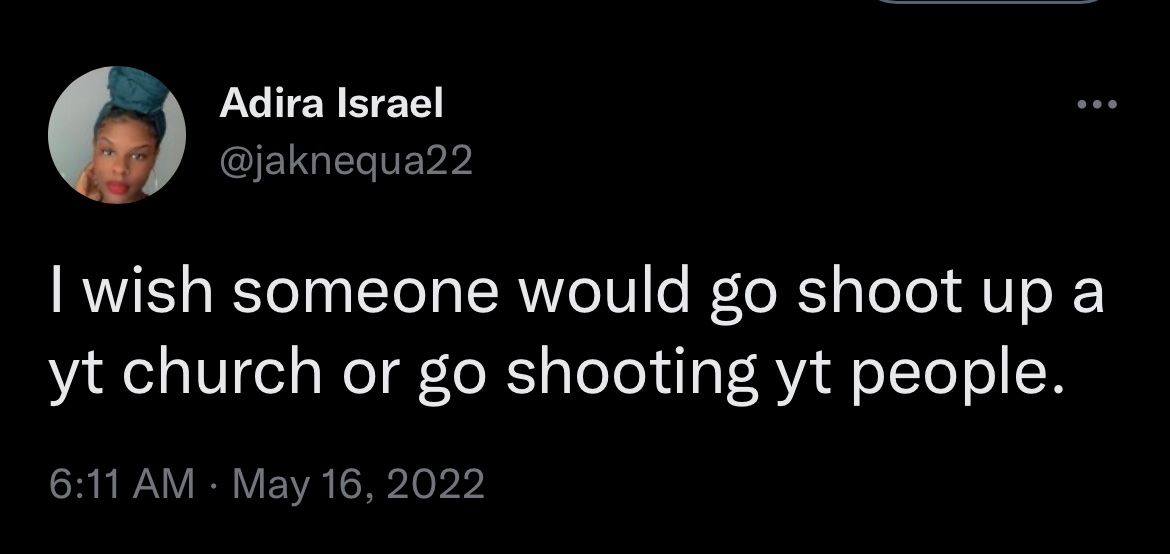 Adira Israel
@jaknequa22
I wish someone would go shoot up a
yt church or go shooting yt people.
6:11 AM · May 16, 2022